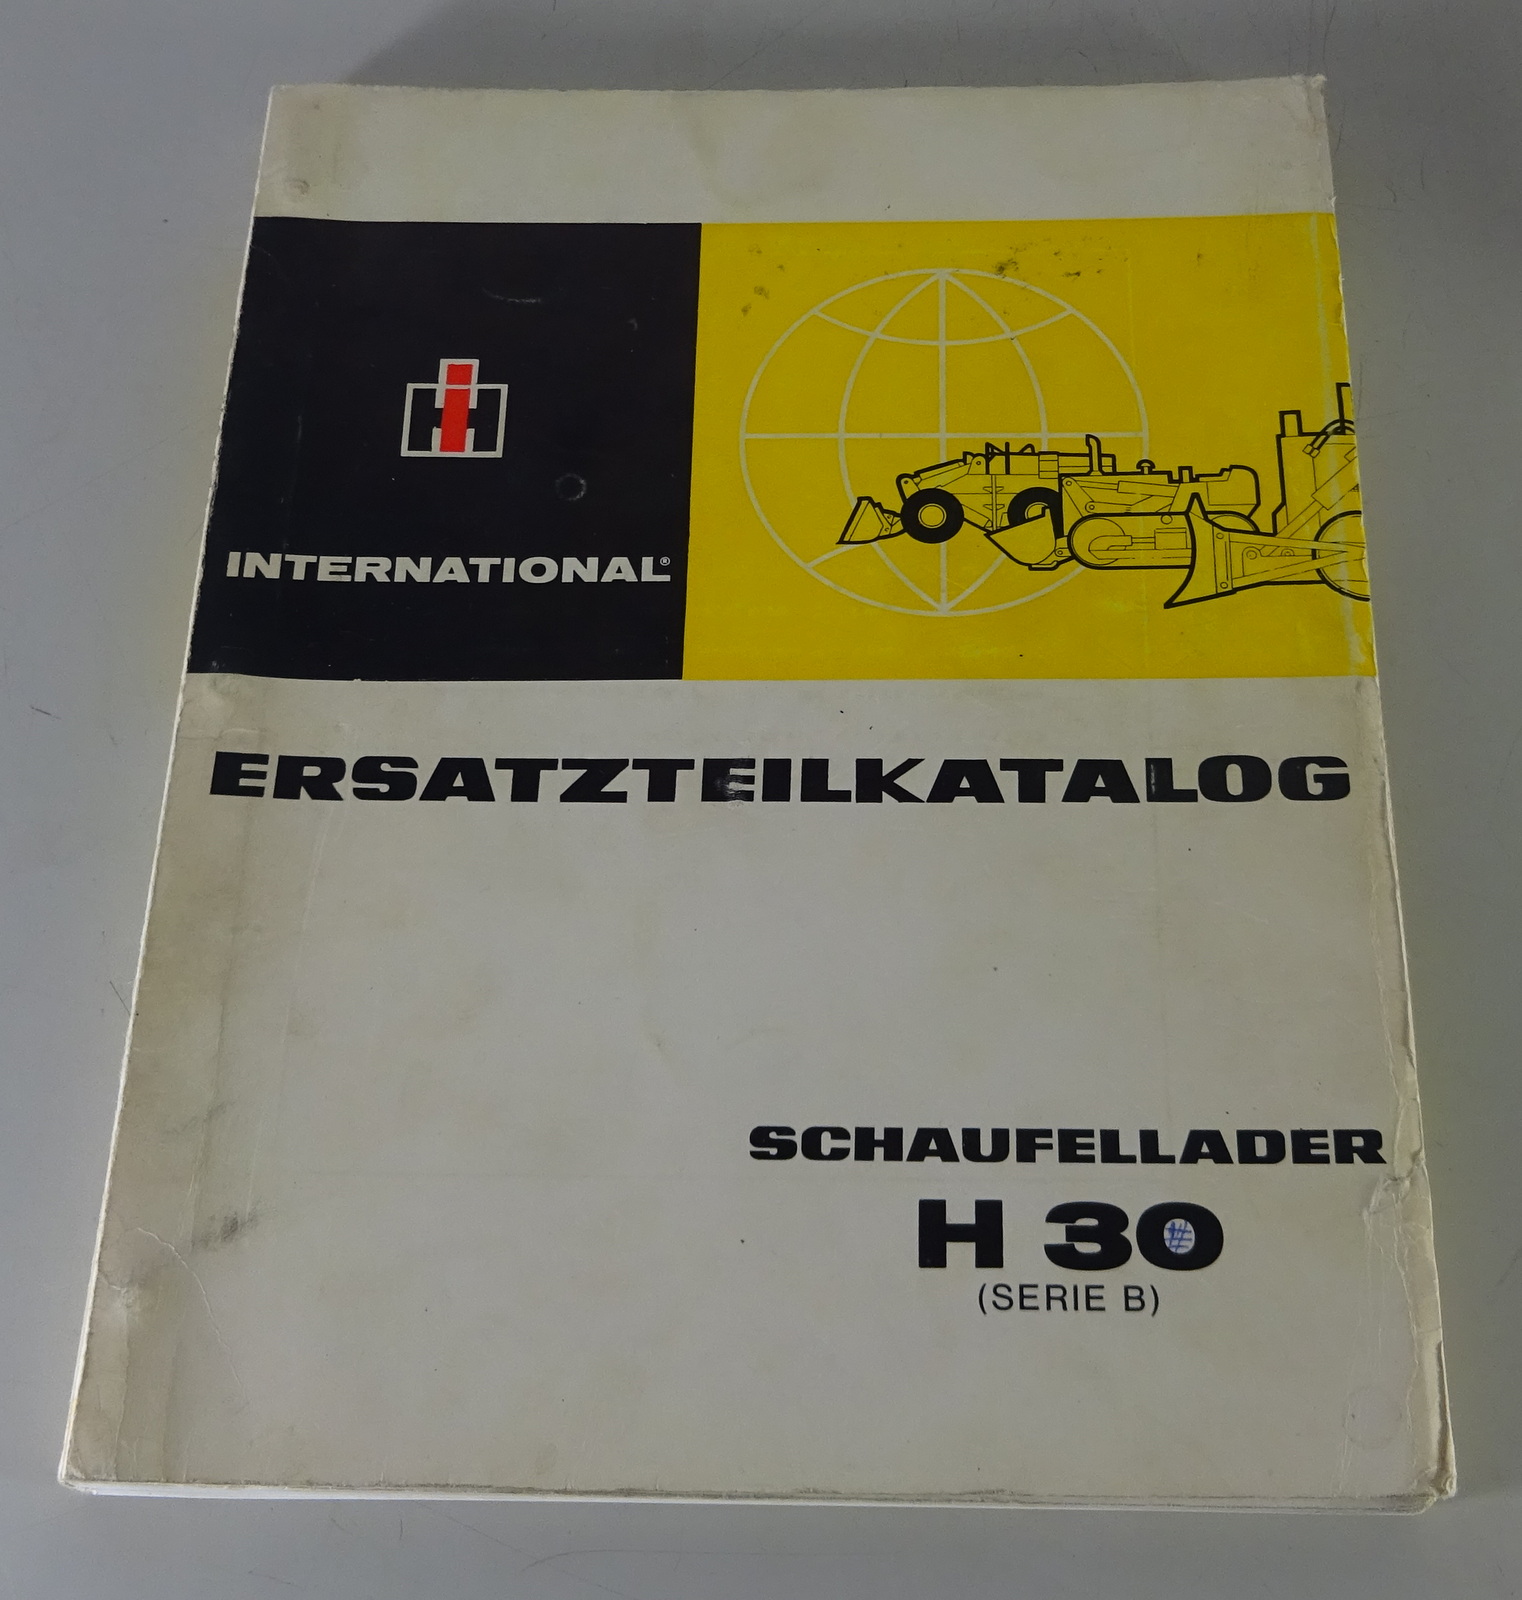 INTERNATIONAL®
ERSATZTEILKATALOG
SCHAUFELLADER
H 30
(SERIE B)